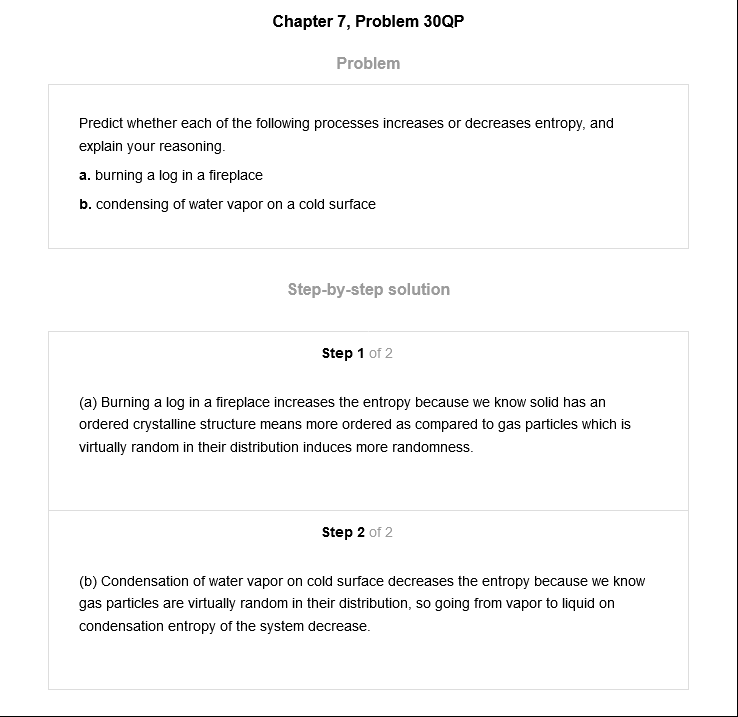 Chapter 7, Problem 30QP
Problem
Predict whether each of the following processes increases or decreases entropy, and
explain your reasoning.
a. burning a log in a fireplace
b. condensing of water vapor on a cold surface
Step-by-step solution
Step 1 of 2
(a) Burning a log in a fireplace increases the entropy because we know solid has an
ordered crystalline structure means more ordered as compared to gas particles which is
virtually random in their distribution induces more randomness.
Step 2 of 2
(b) Condensation of water vapor on cold surface decreases the entropy because we know
gas particles are virtually random in their distribution, so going from vapor to liquid on
condensation entropy of the system decrease.